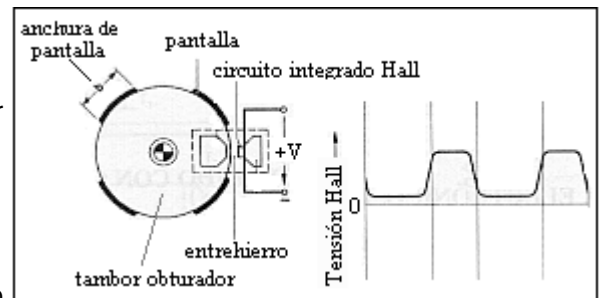 anchura de
pantalla
pantalla
circuito integrado Hall
b
+V
Tensión Hall
0
entrehierro
tambor obturador